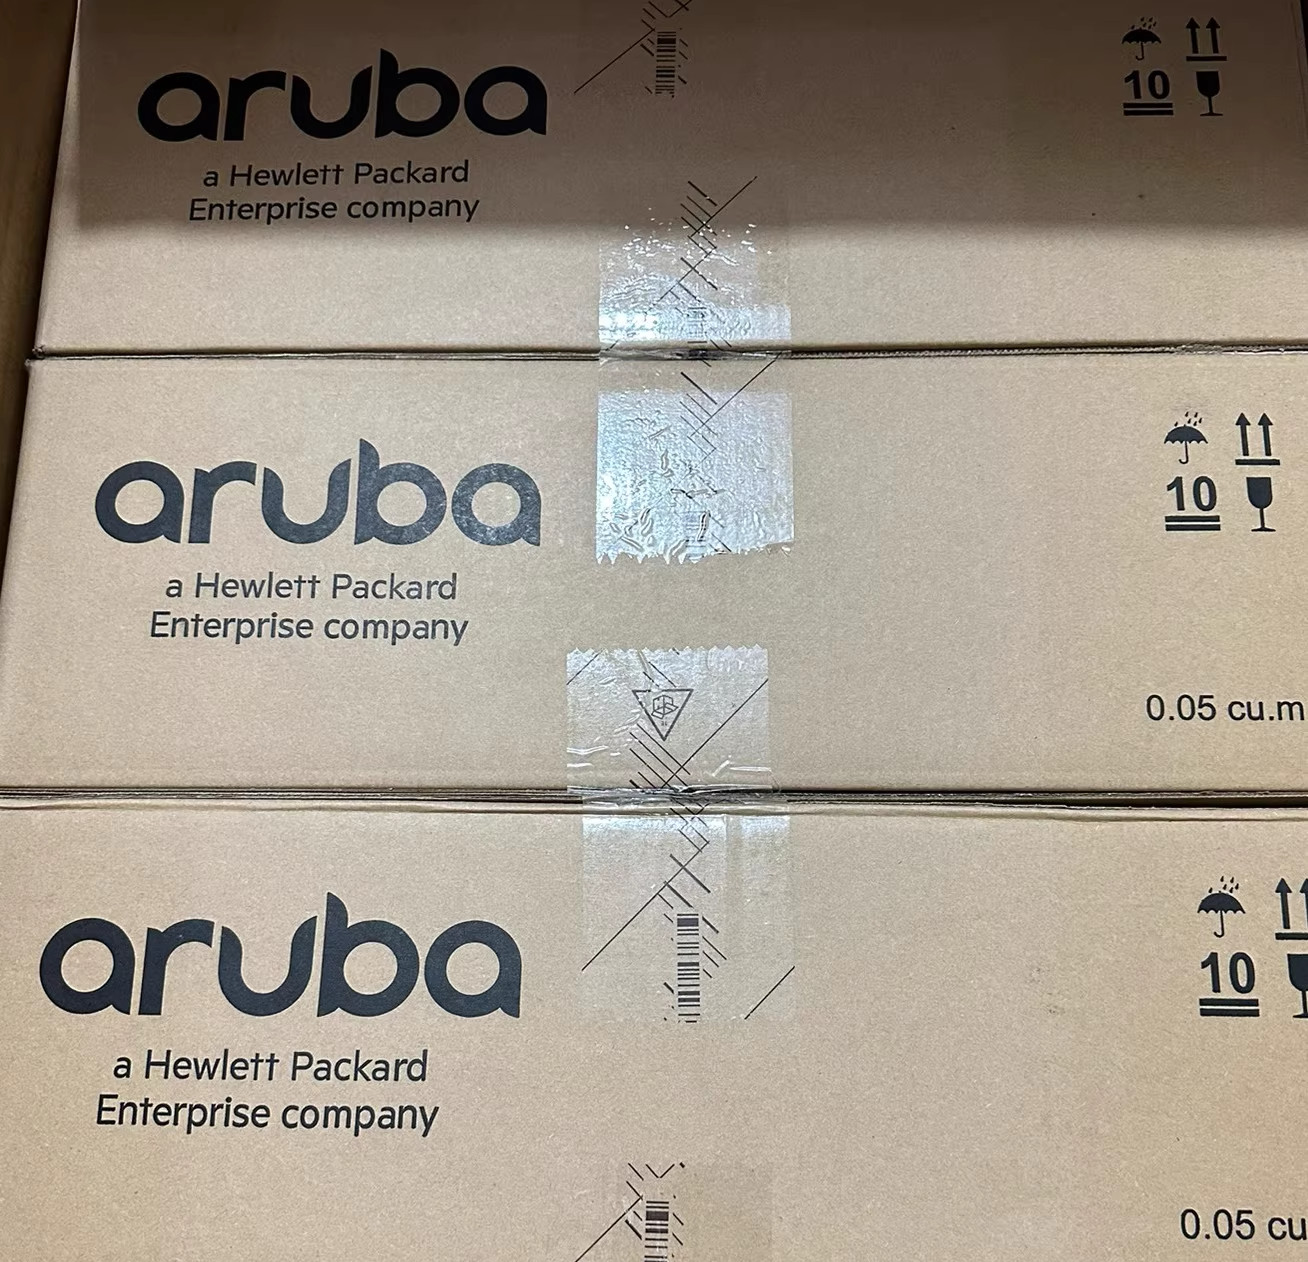 aruba
a Hewlett Packard
Enterprise company
10
aruba
a Hewlett Packard
Enterprise company
10
0.05 cu.m
aruba
a Hewlett Packard
Enterprise company
10
0.05 cu